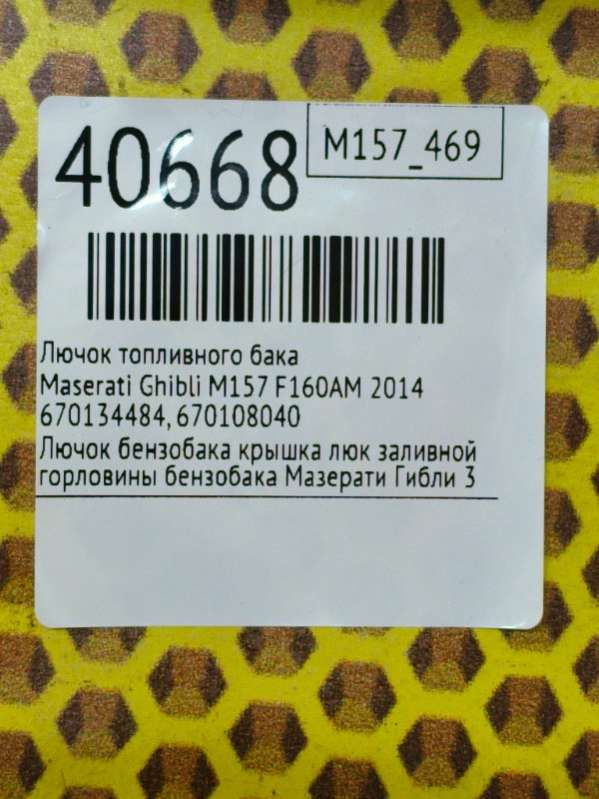 40668
M157_469
Лючок топливного бака
Maserati Ghibli M157 F160AM 2014
670134484, 670108040
Лючок бензобака крышка люк заливной
горловины бензобака Мазерати Гибли 3